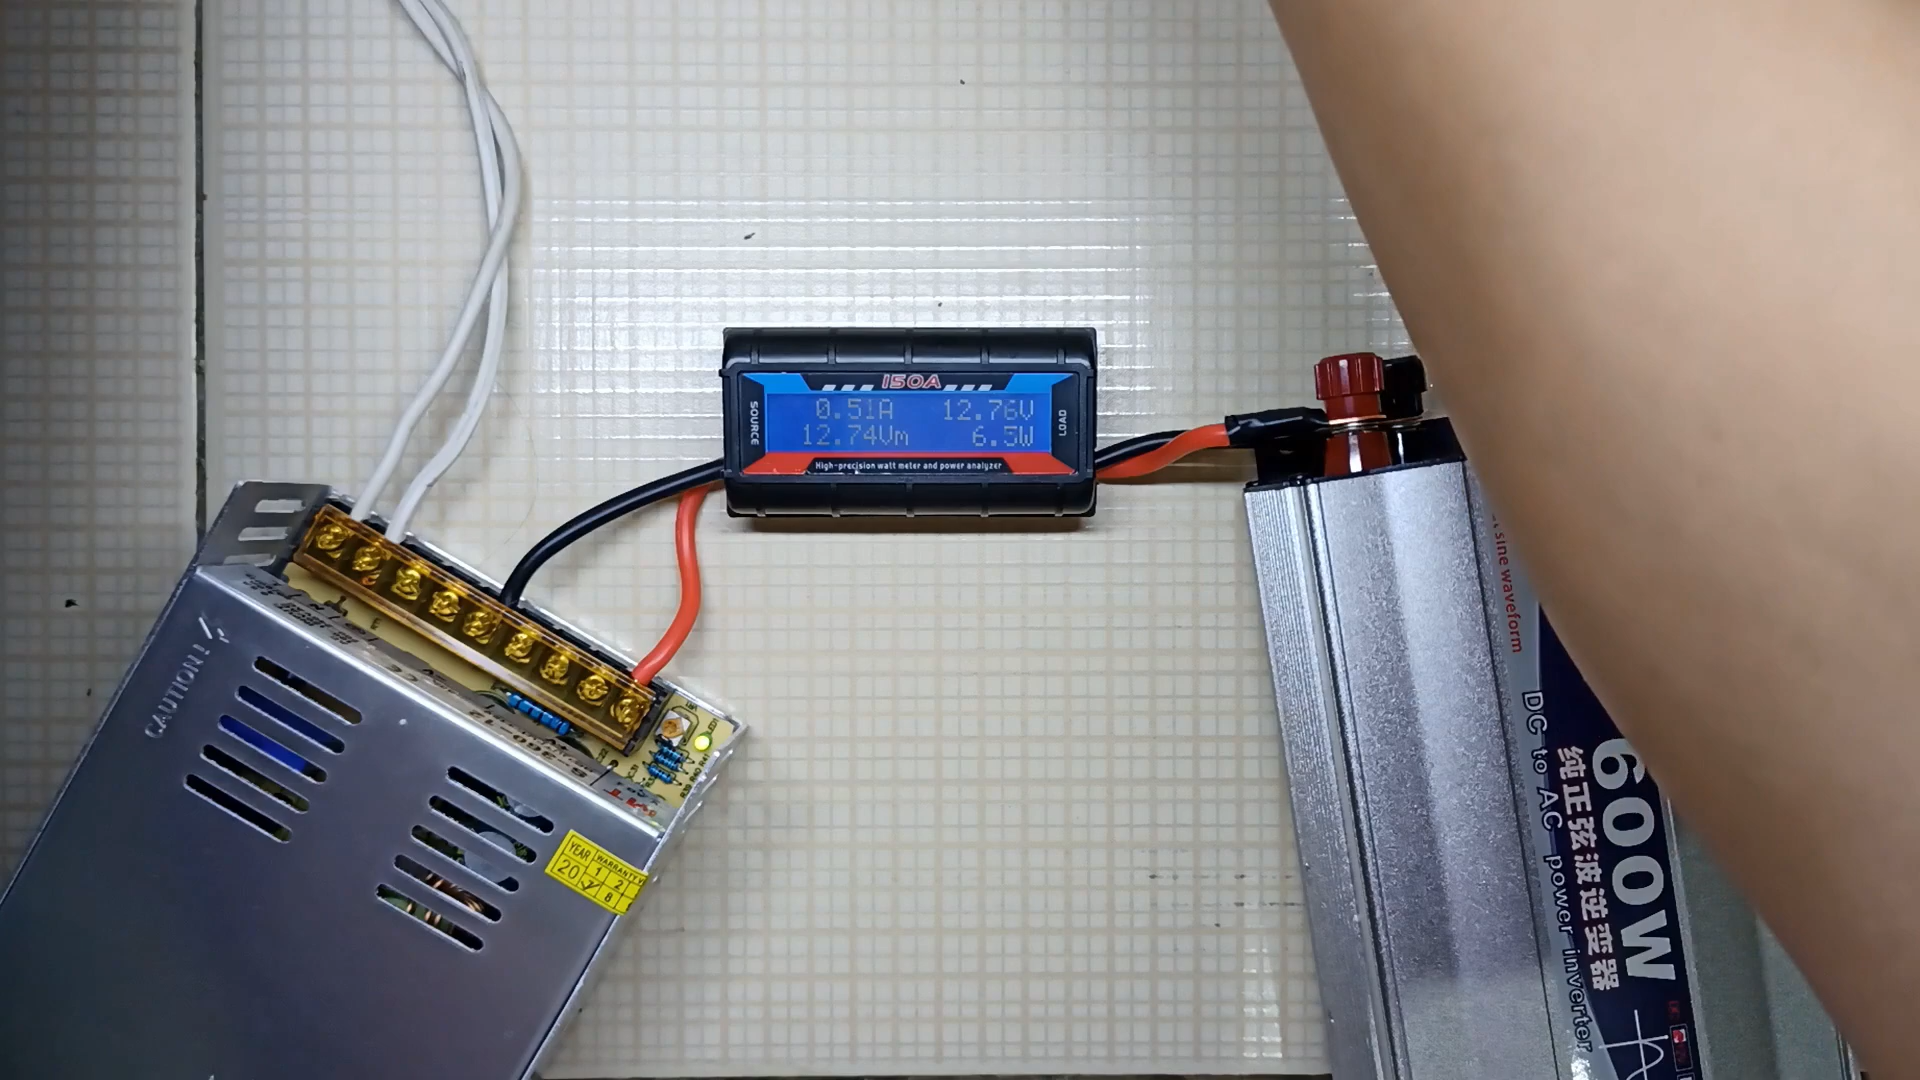 150A
SOURCE
0.51A 12.76V
12.74Vm 6.5W
LOAD
High-precision watt meter and power analyzer
CAUTION !
YEAR WARRANTY
20 1 2
8
sine waveform
600W
纯正弦波逆变器
DC to AC power inverter